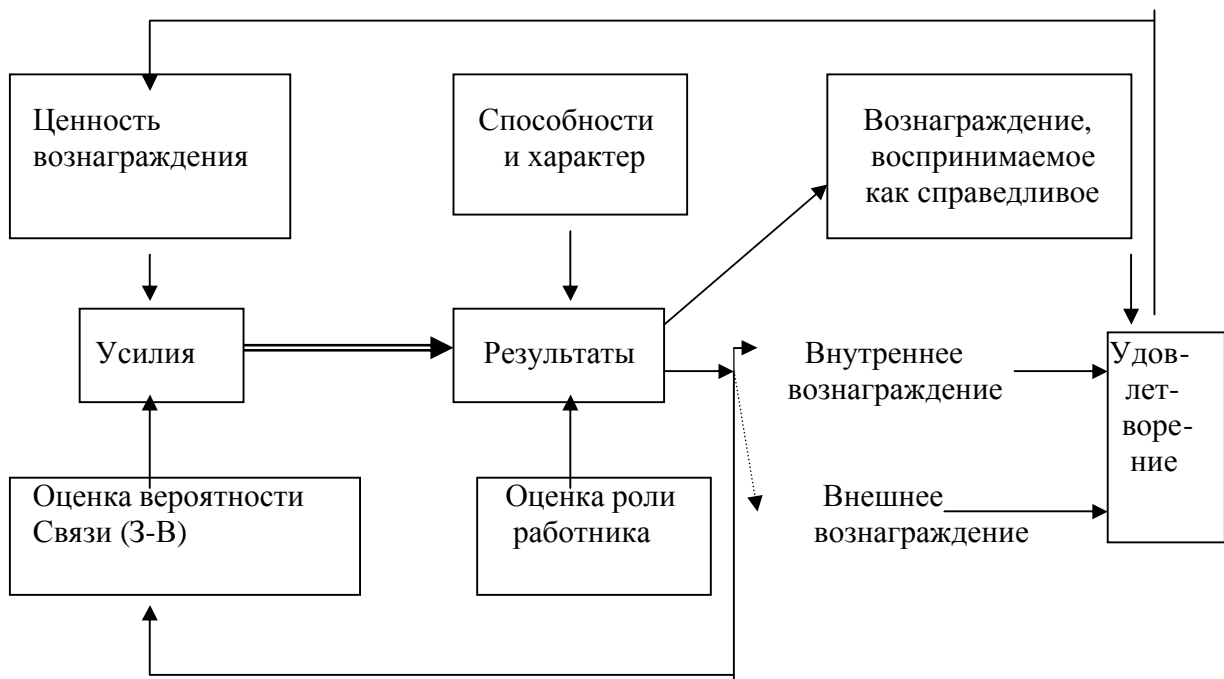 Ценность
вознаграждения
Способности
и характер
Вознаграждение,
воспринимаемое
как справедливое
Усилия
Результаты
Внутреннее
вознаграждение
Удов-
лет-
воре-
ние
Оценка вероятности
Связи (З-В)
Оценка роли
работника
Внешнее
вознаграждение